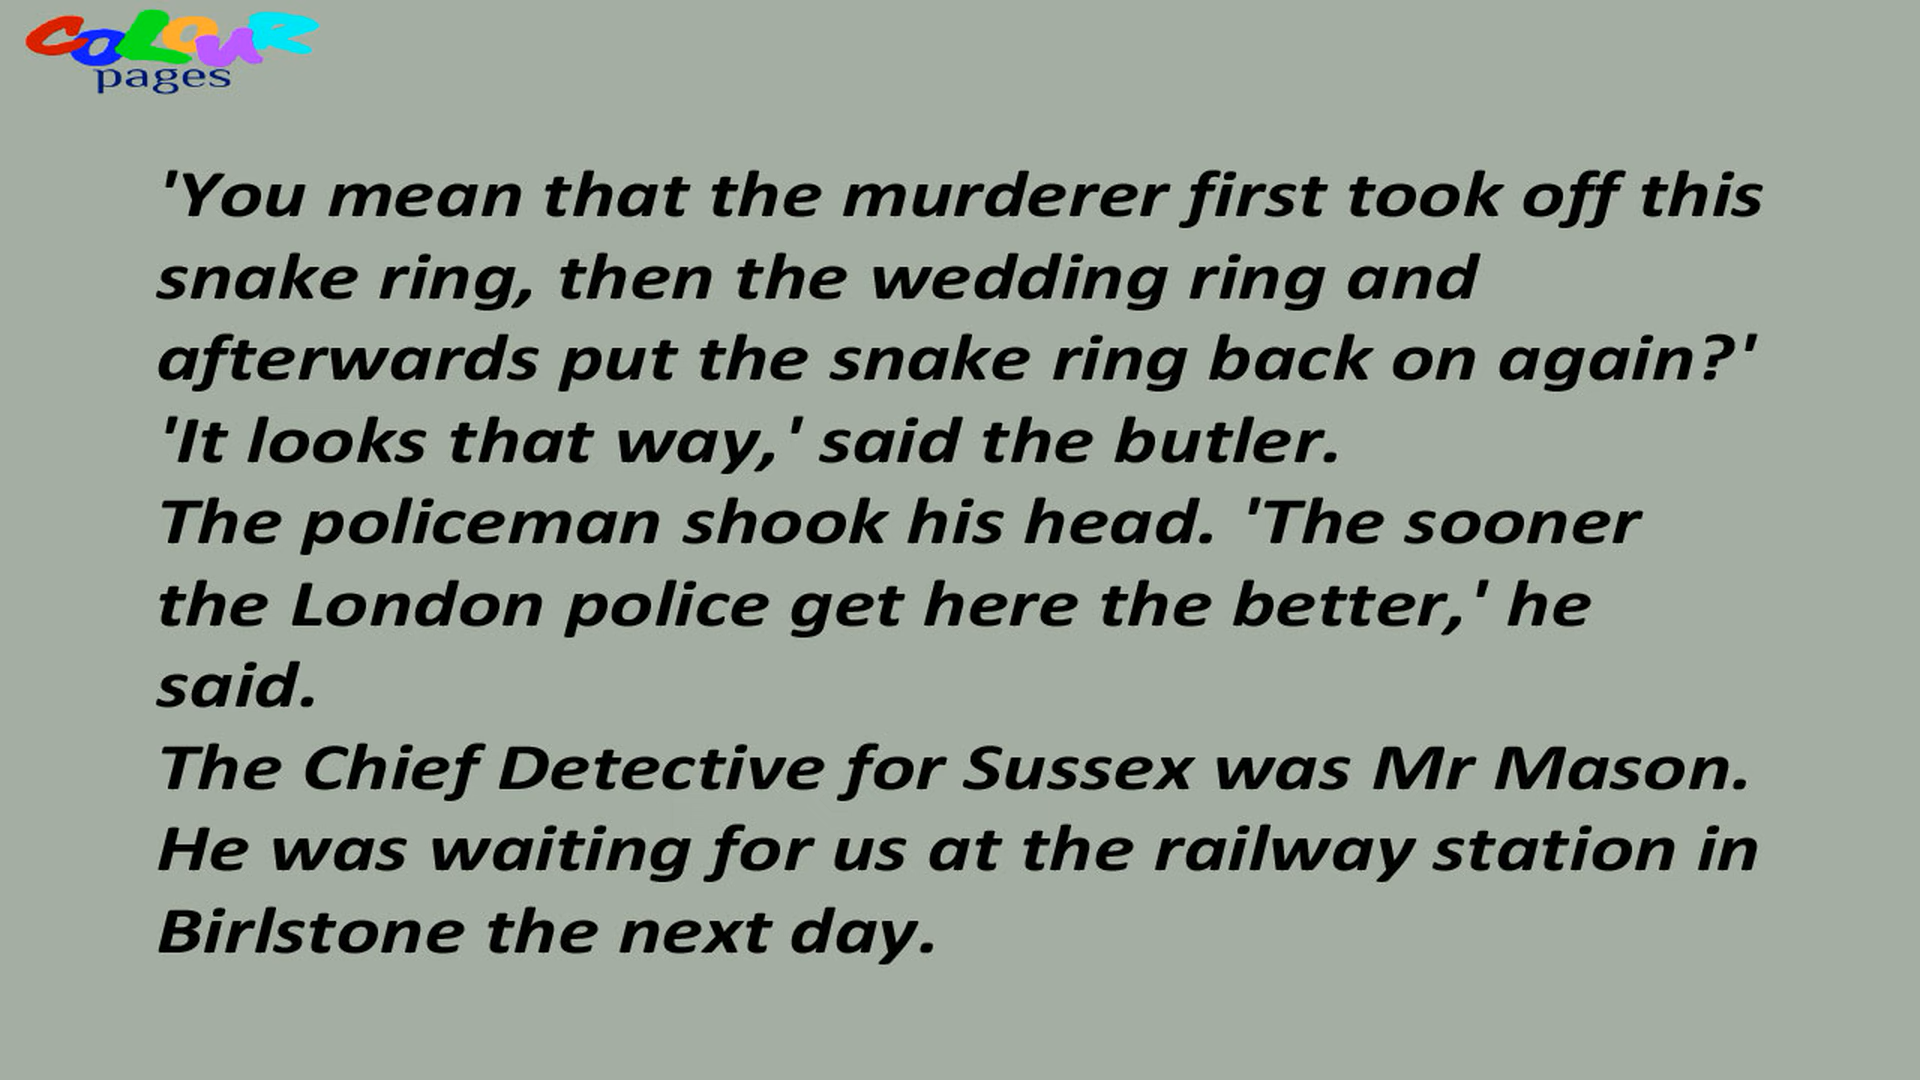 COLOUR
pages
'You mean that the murderer first took off this
snake ring, then the wedding ring and
afterwards put the snake ring back on again?'
'It looks that way,' said the butler.
The policeman shook his head. 'The sooner
the London police get here the better,' he
said.
The Chief Detective for Sussex was Mr Mason.
He was waiting for us at the railway station in
Birlstone the next day.